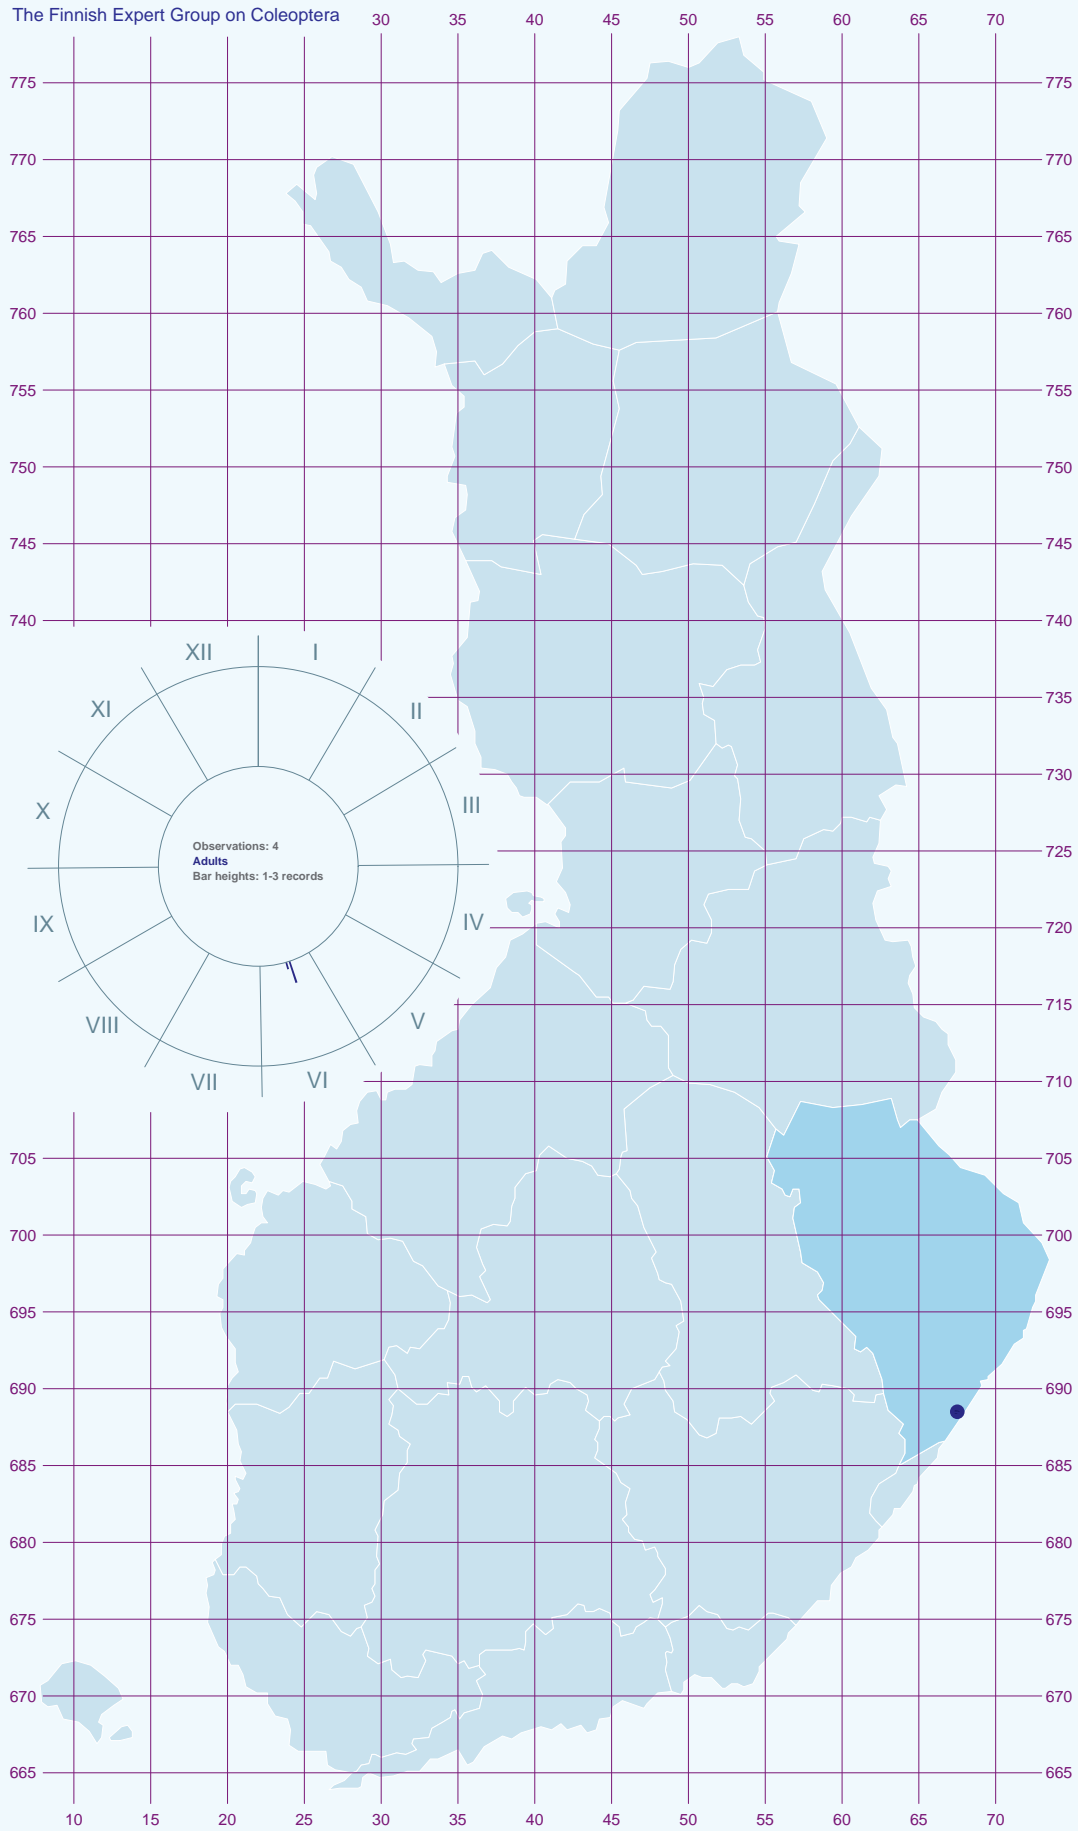 The Finnish Expert Group on Coleoptera
30 35 40 45 50 55 60 65 70
775 775
770 770
765 765
760 760
755 755
750 750
745 745
740 740
XII I
XI II
735
730
X III
Observations: 4
Adults
Bar heights: 1-3 records
725
IX IV
720
715
VIII V
VII VI
710
705 705
700 700
695 695
690 690
685 685
680 680
675 675
670 670
665 665
10 15 20 25 30 35 40 45 50 55 60 65 70